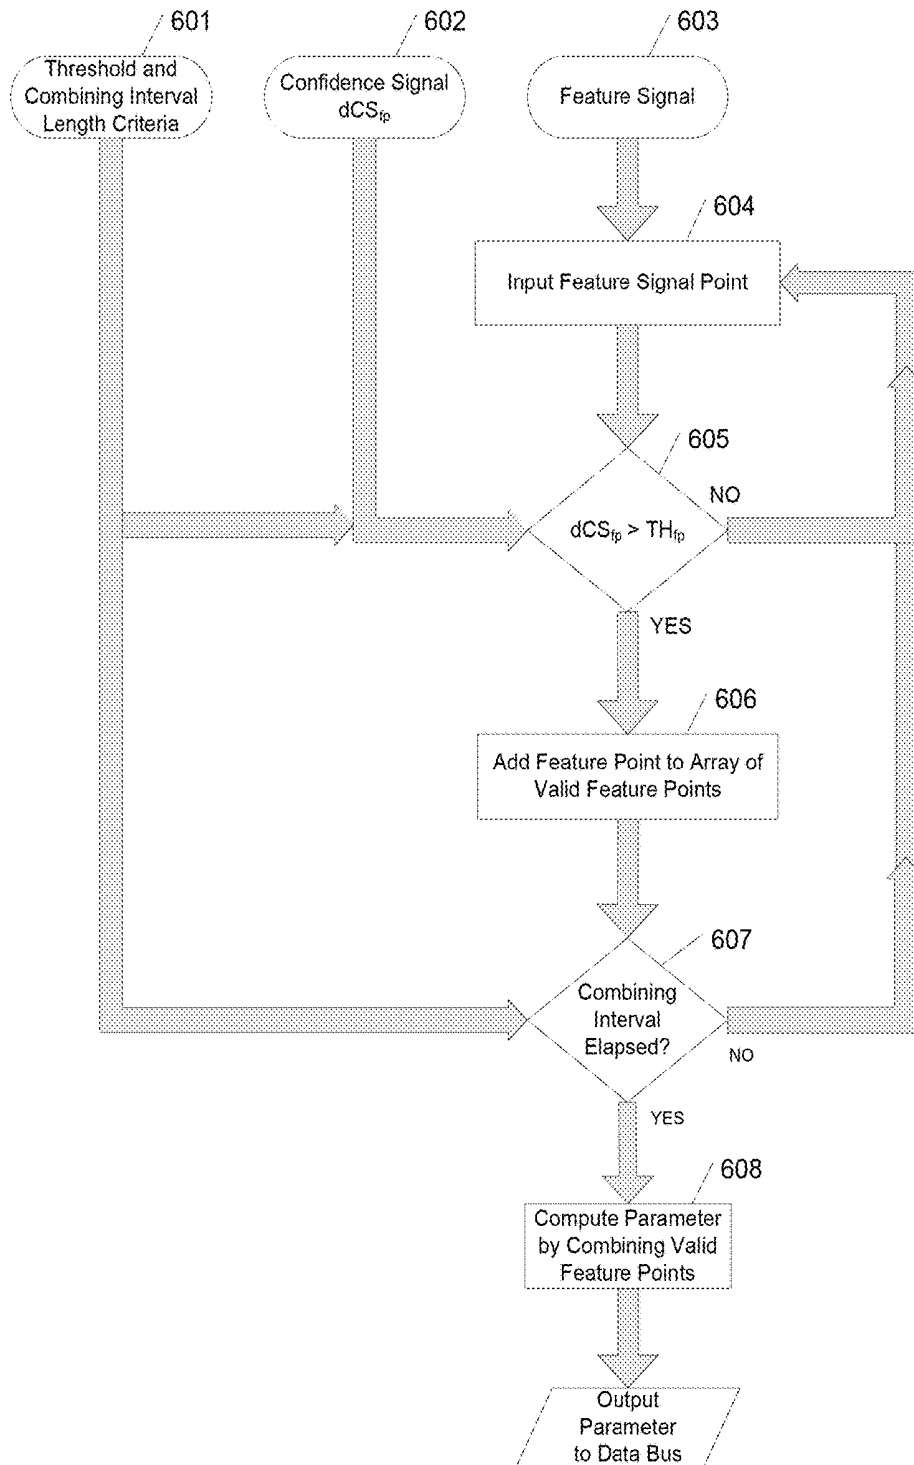 601
602
603
Threshold and
Combining Interval
Length Criteria
Confidence Signal
dCSfp
Feature Signal
604
Input Feature Signal Point
605
NO
dCSfp > THfp
YES
606
Add Feature Point to Array of
Valid Feature Points
607
Combining
Interval
Elapsed?
NO
YES
608
Compute Parameter
by Combining Valid
Feature Points
Output
Parameter
to Data Bus